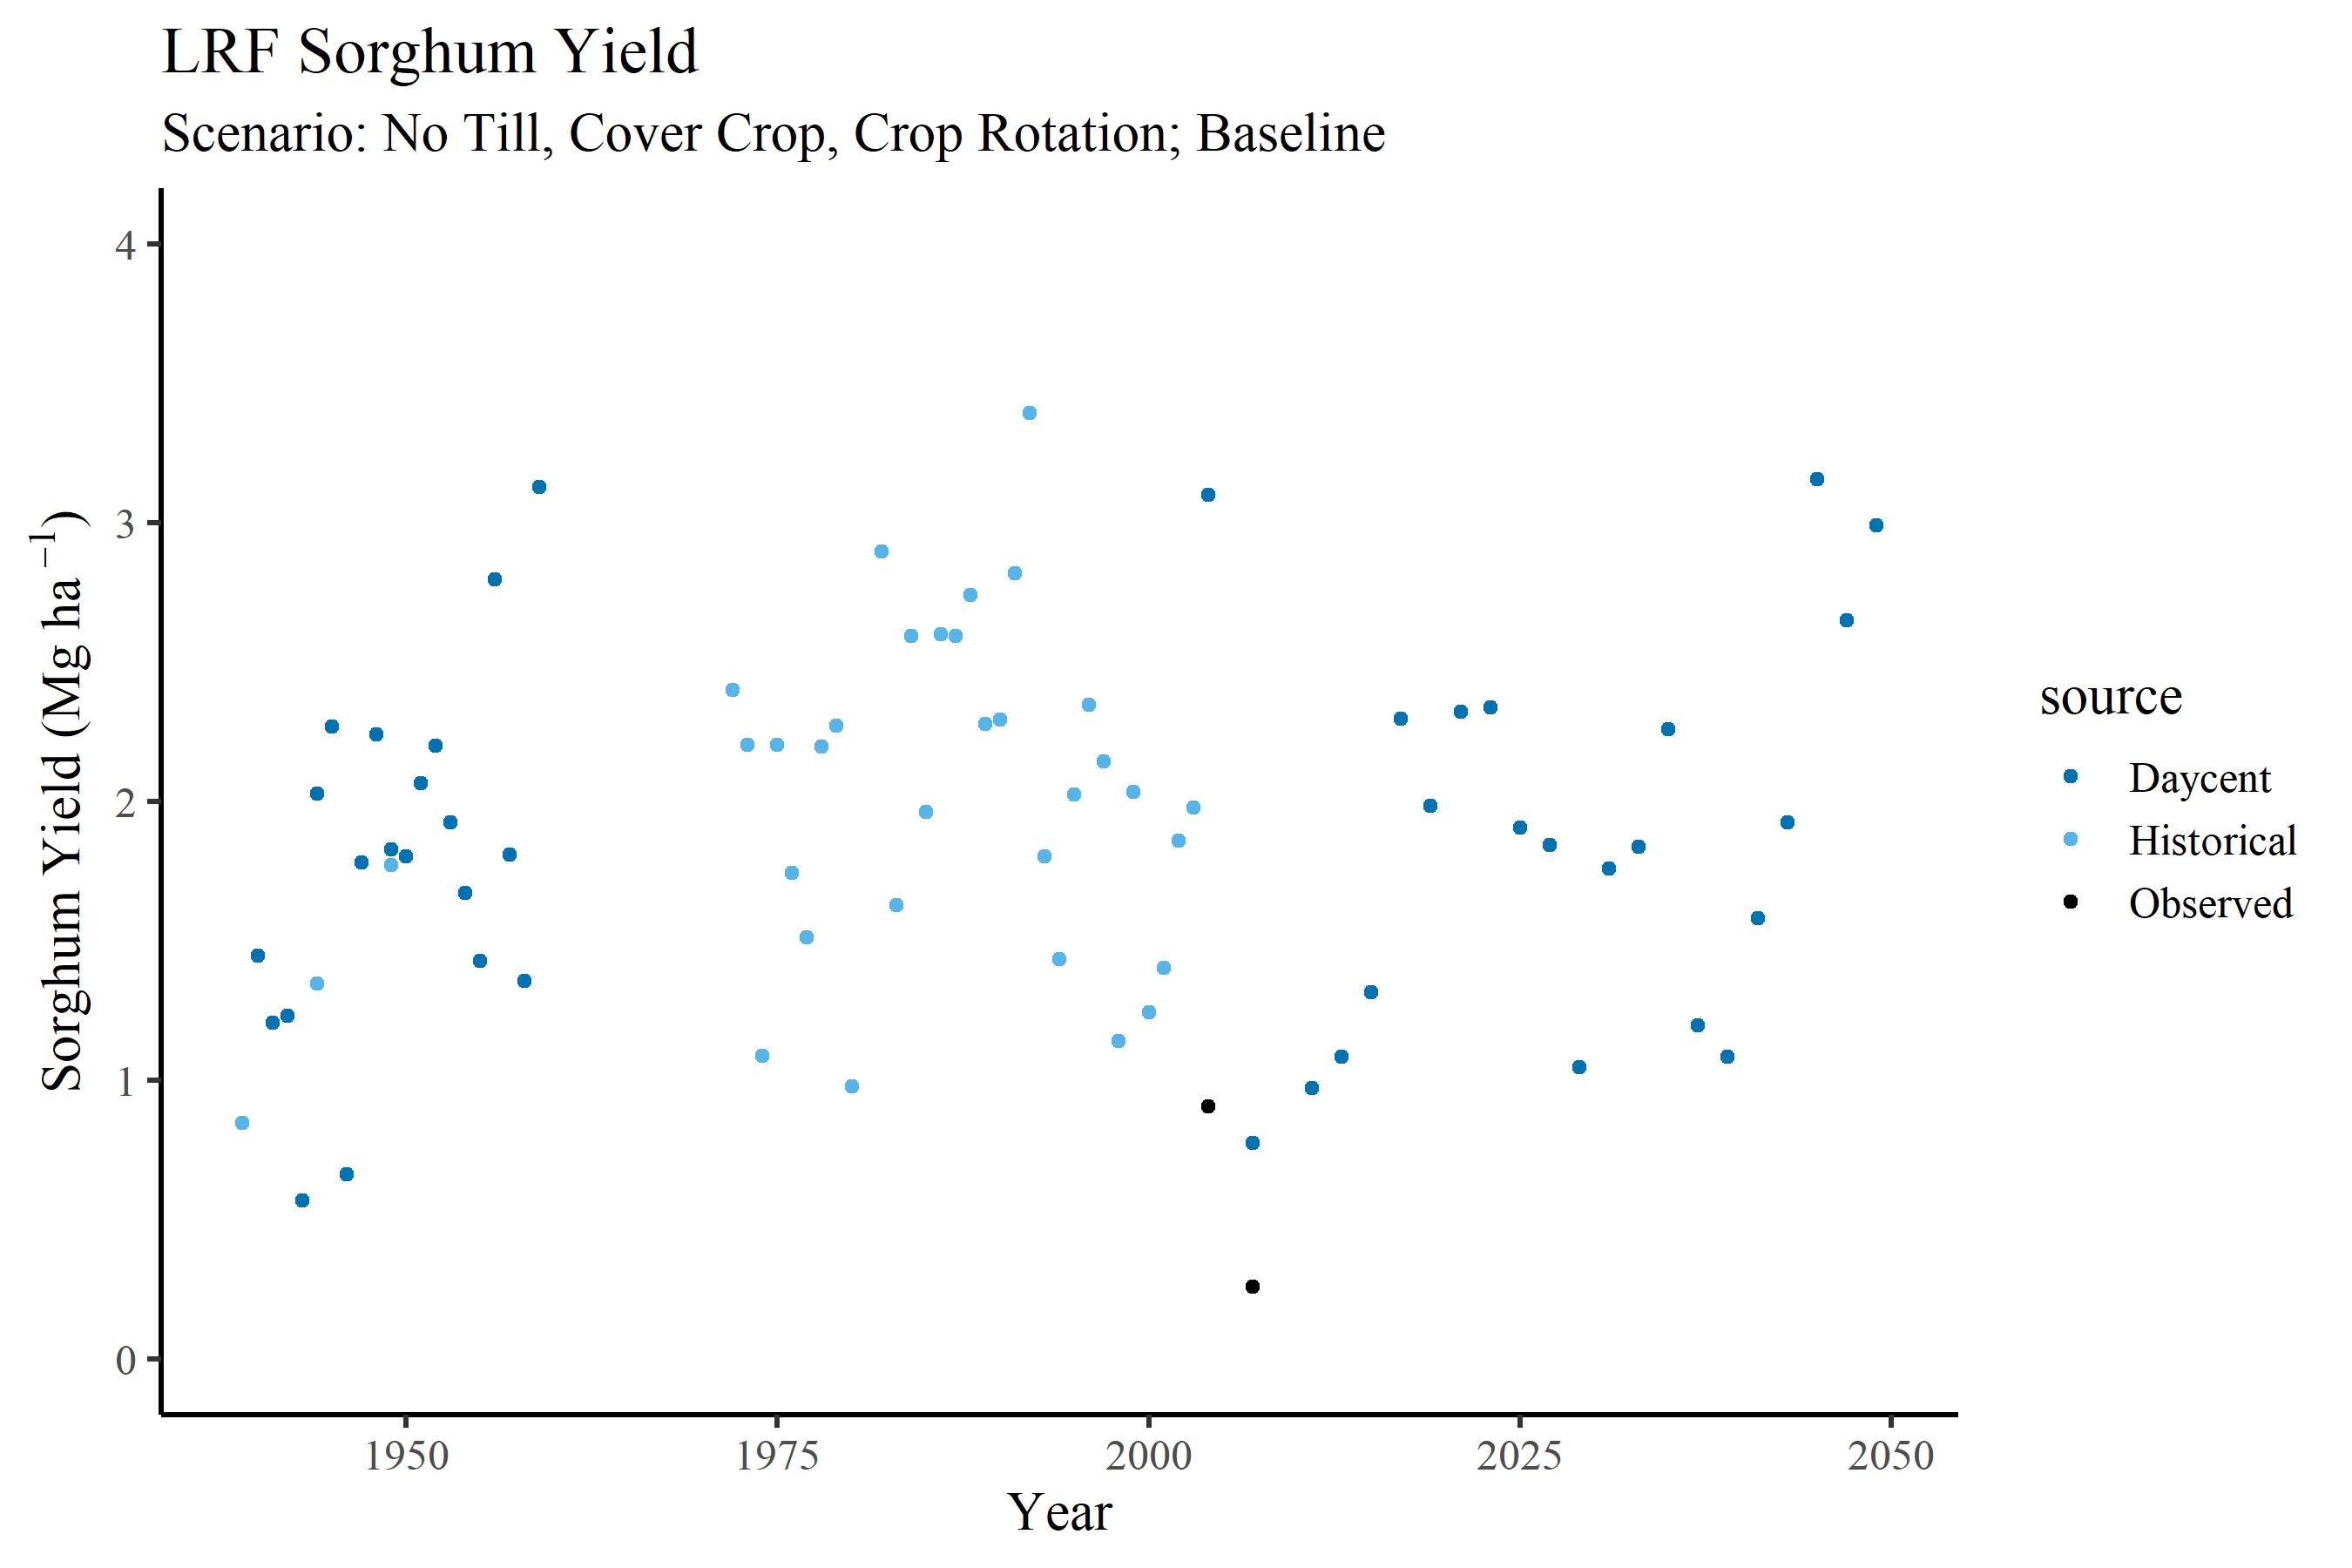 LRF Sorghum Yield
Scenario: No Till, Cover Crop, Crop Rotation; Baseline
Sorghum Yield (Mg ha⁻¹)
4
3
2
1
0
1950 1975 2000 2025 2050
Year
source
Daycent
Historical
Observed